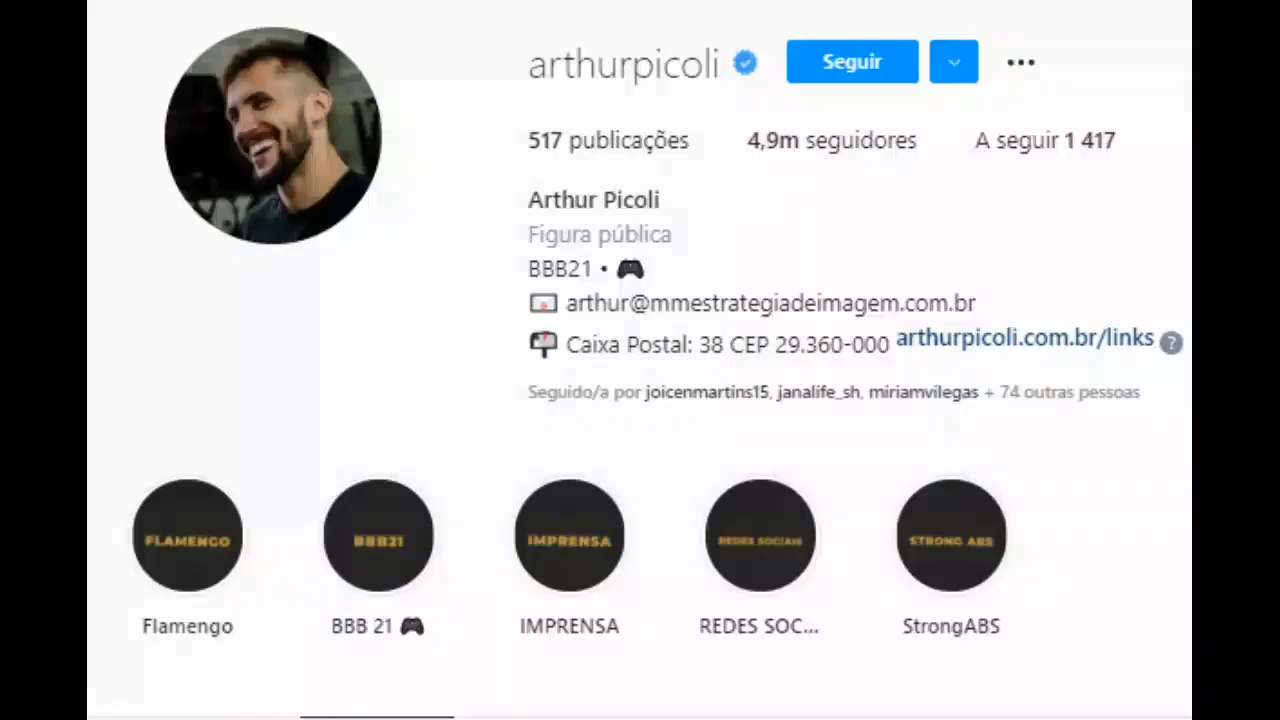 arthurpicoli
Seguir
517 publicações 4,9m seguidores A seguir 1 417
Arthur Picoli
Figura pública
BBB21 • 🎮
arthur@mmestrategiadeimagem.com.br
Caixa Postal: 38 CEP 29.360-000 arthurpicoli.com.br/links ?
Seguido/a por joicenmartins15, janalife_sh, miriamvilegas + 74 outras pessoas
FLAMENGO BBB21 IMPRENSA REDES SOCIAIS STRONG ABS
Flamengo BBB 21 🎮 IMPRENSA REDES SOC... StrongABS